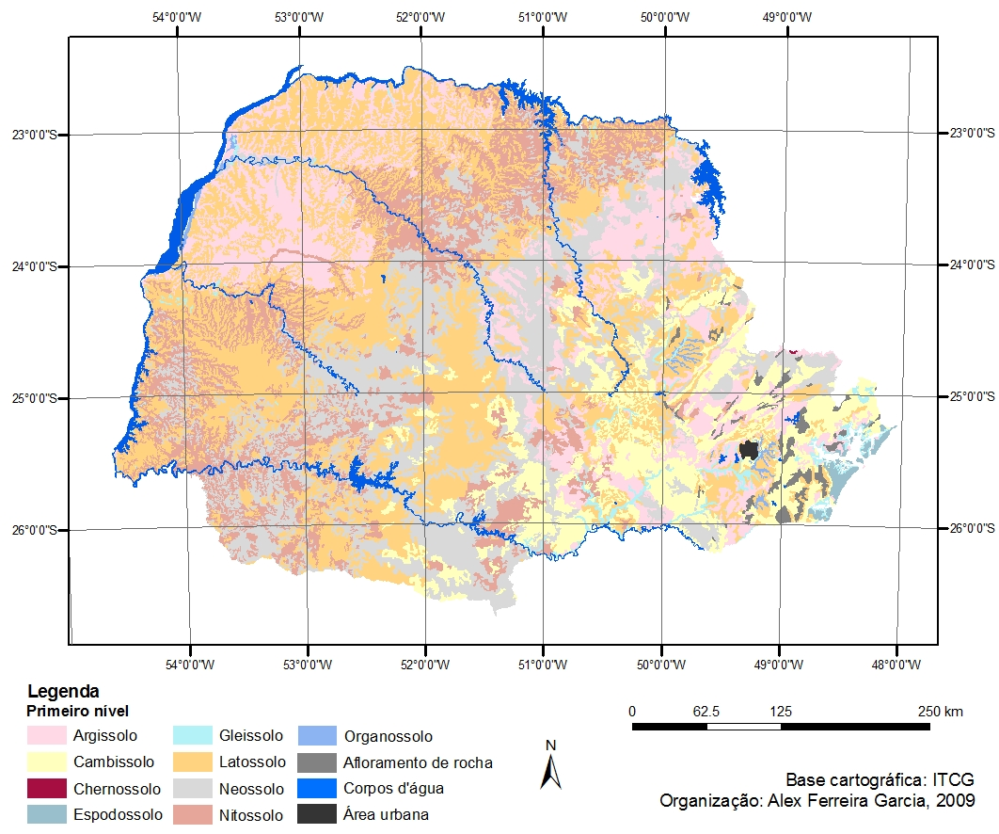 54°0'0"W 53°0'0"W 52°0'0"W 51°0'0"W 50°0'0"W 49°0'0"W
23°0'0"S 23°0'0"S
24°0'0"S 24°0'0"S
25°0'0"S 25°0'0"S
26°0'0"S 26°0'0"S
54°0'0"W 53°0'0"W 52°0'0"W 51°0'0"W 50°0'0"W 49°0'0"W 48°0'0"W
Legenda
Primeiro nível
Argissolo
Cambissolo
Chernossolo
Espodossolo
Gleissolo
Latossolo
Neossolo
Nitossolo
Organossolo
Afloramento de rocha
Corpos d'água
Área urbana
N
0 62.5 125 250 km
Base cartográfica: ITCG
Organização: Alex Ferreira Garcia, 2009